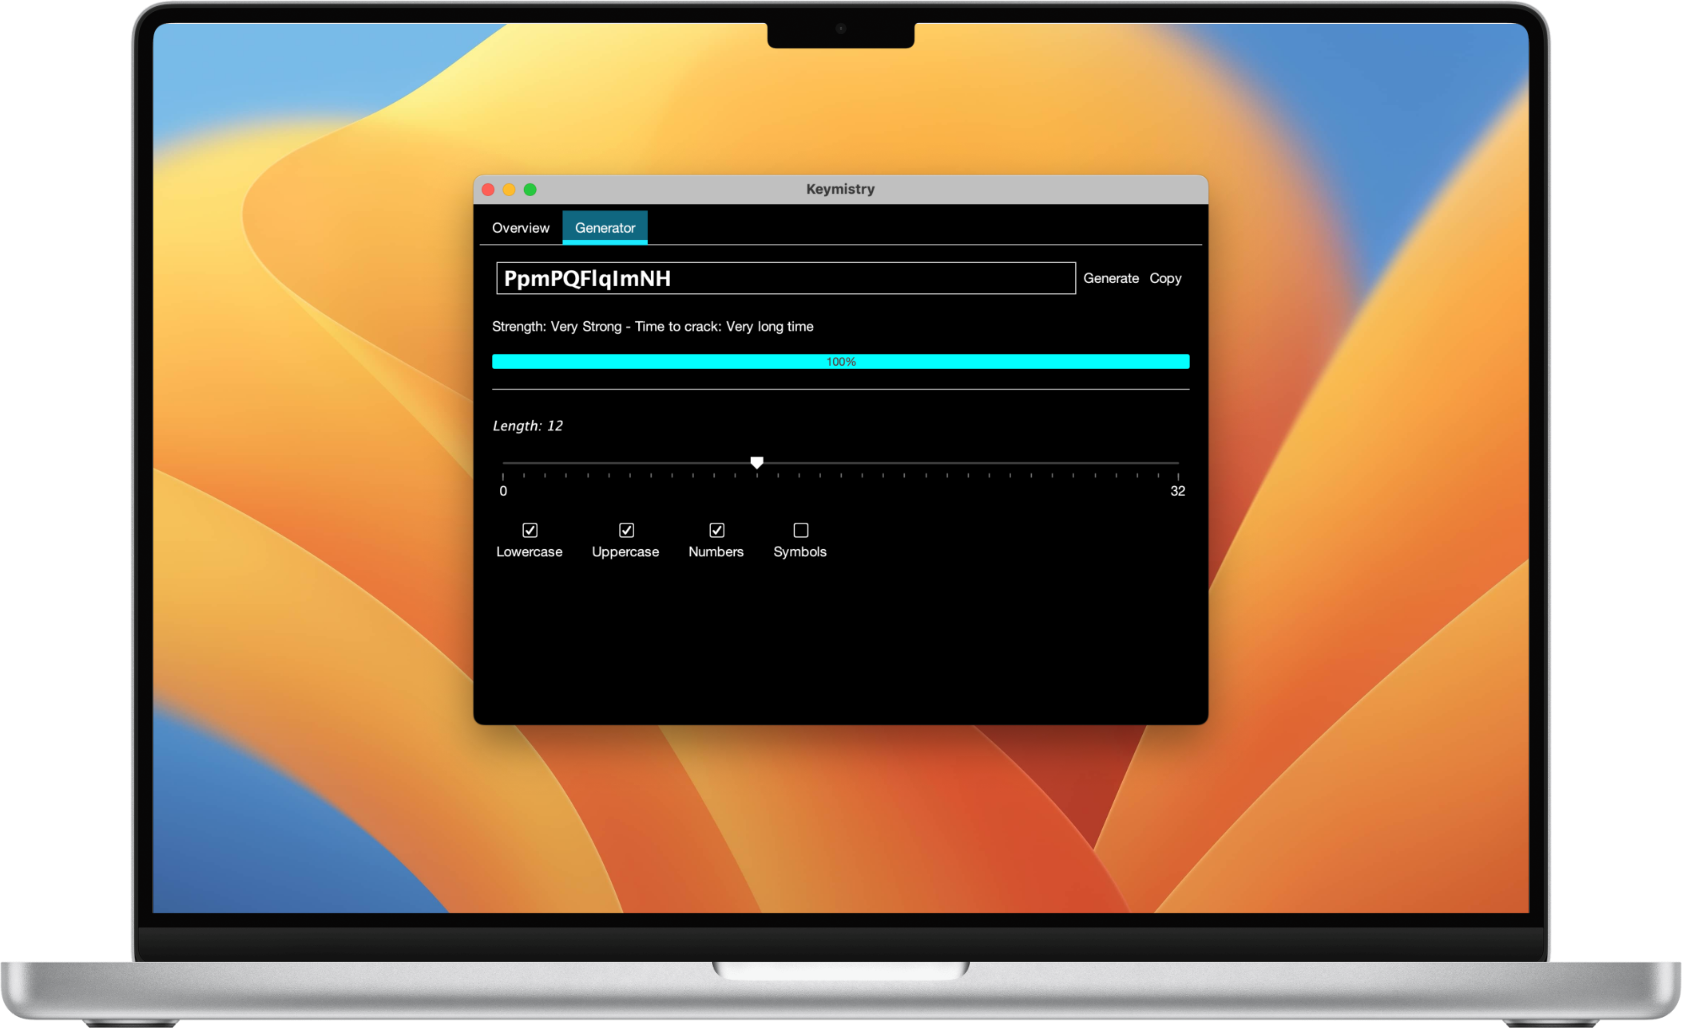 Keymistry
Overview Generator
PpmPQFlqImNH Generate Copy
Strength: Very Strong - Time to crack: Very long time
100%
Length: 12
0 32
Lowercase Uppercase Numbers Symbols